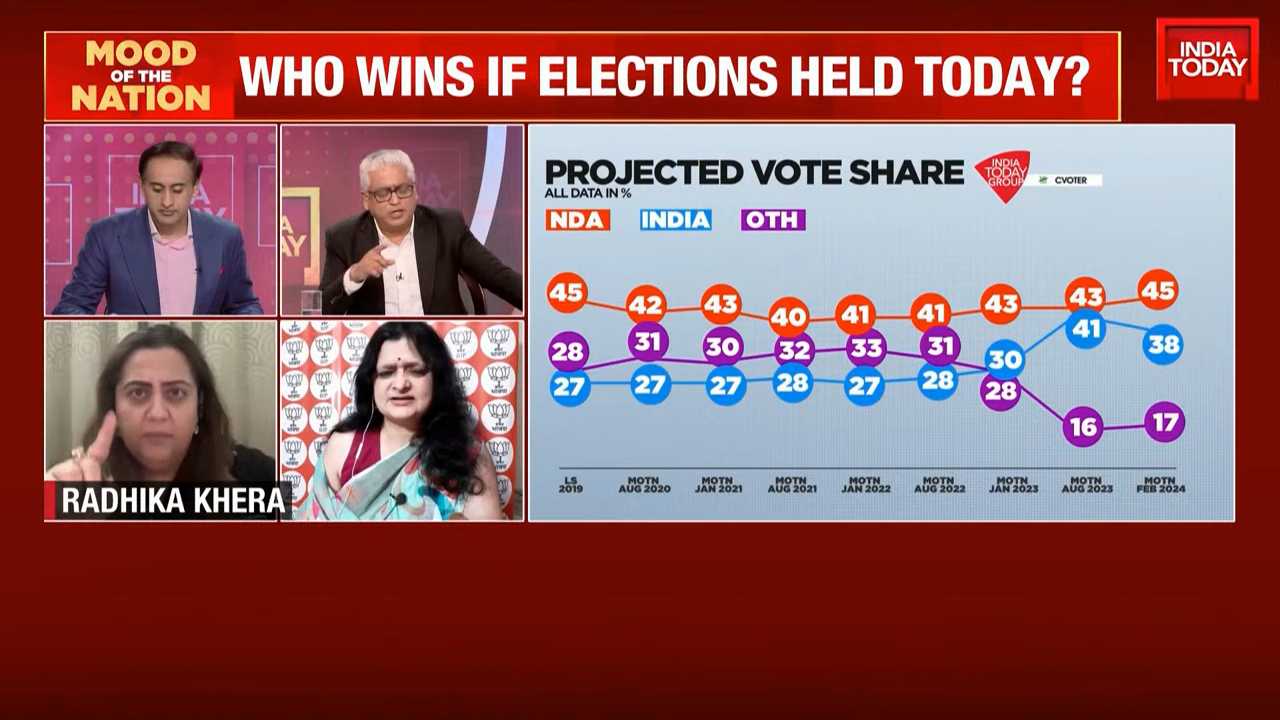 MOOD
OF THE
NATION
WHO WINS IF ELECTIONS HELD TODAY?
INDIA
TODAY
RADHIKA KHERA
PROJECTED VOTE SHARE
INDIA
TODAY
GROUP
CVOTER
ALL DATA IN %
NDA INDIA OTH
45 42 43 40 41 41 43 43 45
28 31 30 32 33 31 28 16 17
27 27 27 28 27 28 30 41 38
LS 2019
MOTN AUG 2020
MOTN JAN 2021
MOTN AUG 2021
MOTN JAN 2022
MOTN AUG 2022
MOTN JAN 2023
MOTN AUG 2023
MOTN FEB 2024